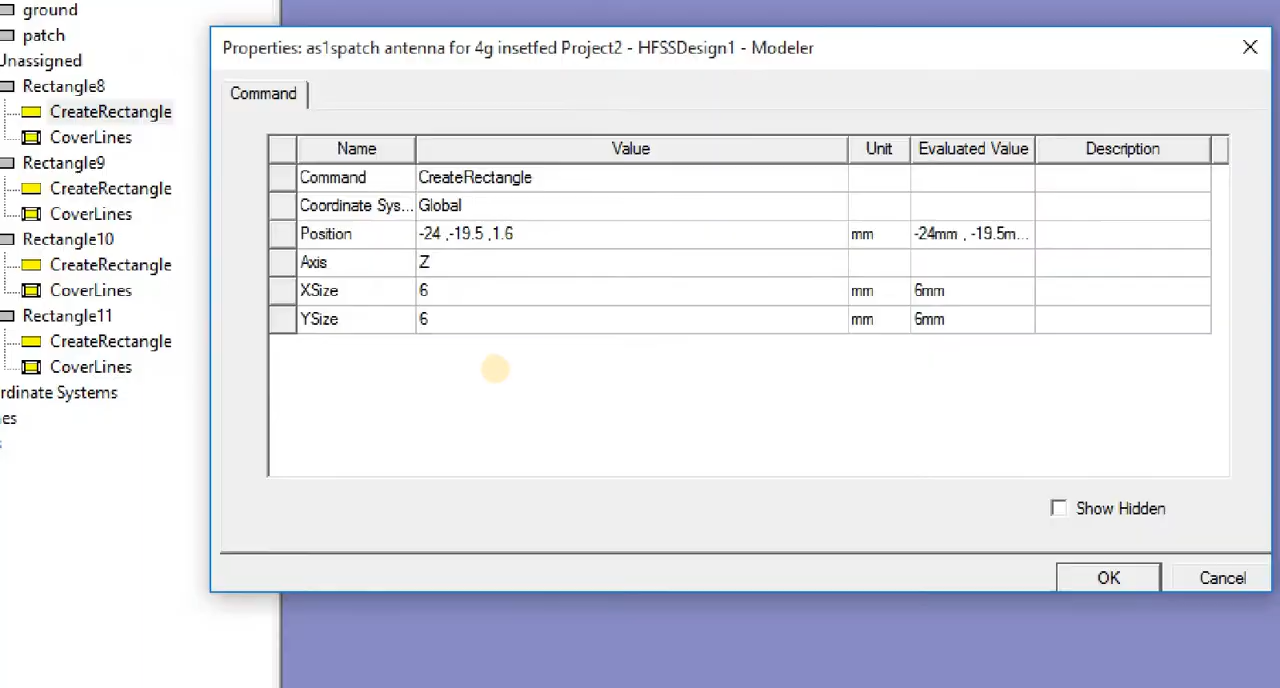 ground
patch
Unassigned
Rectangle8
CreateRectangle
CoverLines
Rectangle9
CreateRectangle
CoverLines
Rectangle10
CreateRectangle
CoverLines
Rectangle11
CreateRectangle
CoverLines
rdinate Systems
es
Properties: as1spatch antenna for 4g insetfed Project2 - HFSSDesign1 - Modeler
Command
Name Value Unit Evaluated Value Description
Command CreateRectangle
Coordinate Sys... Global
Position -24 ,-19.5 ,1.6 mm -24mm , -19.5m...
Axis Z
XSize 6 mm 6mm
YSize 6 mm 6mm
Show Hidden
OK Cancel